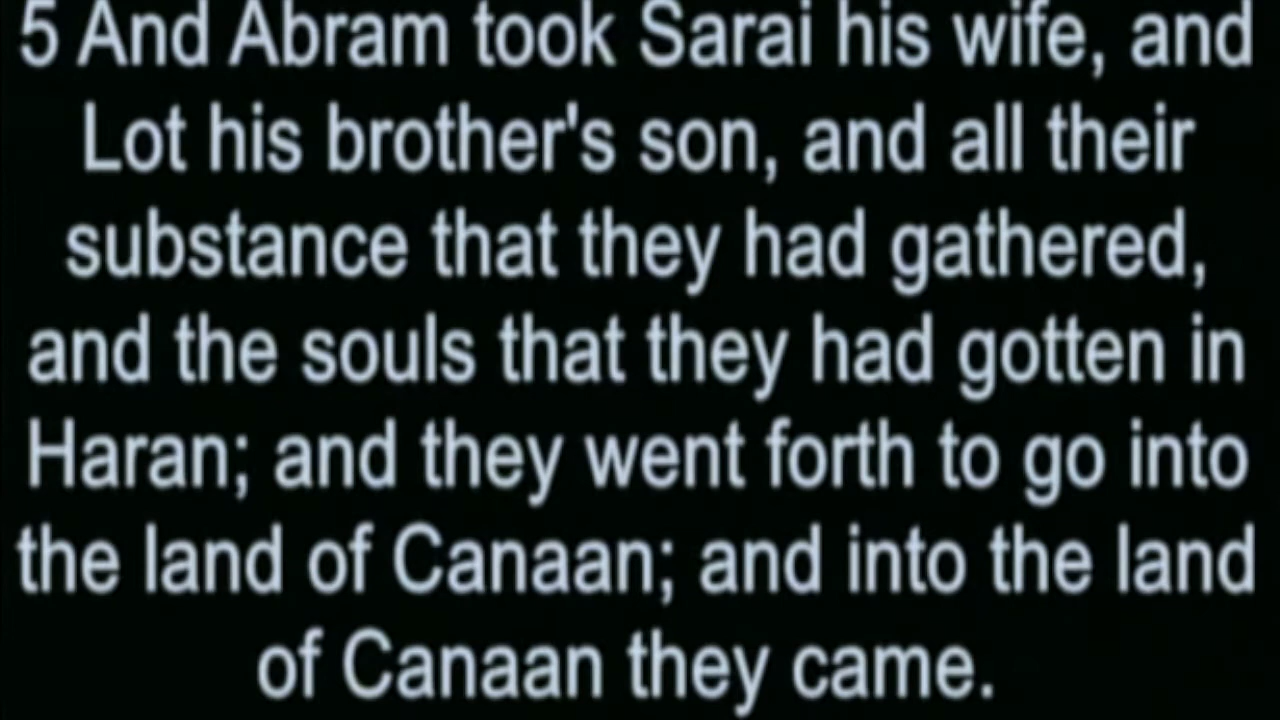 5 And Abram took Sarai his wife, and
Lot his brother's son, and all their
substance that they had gathered,
and the souls that they had gotten in
Haran; and they went forth to go into
the land of Canaan; and into the land
of Canaan they came.